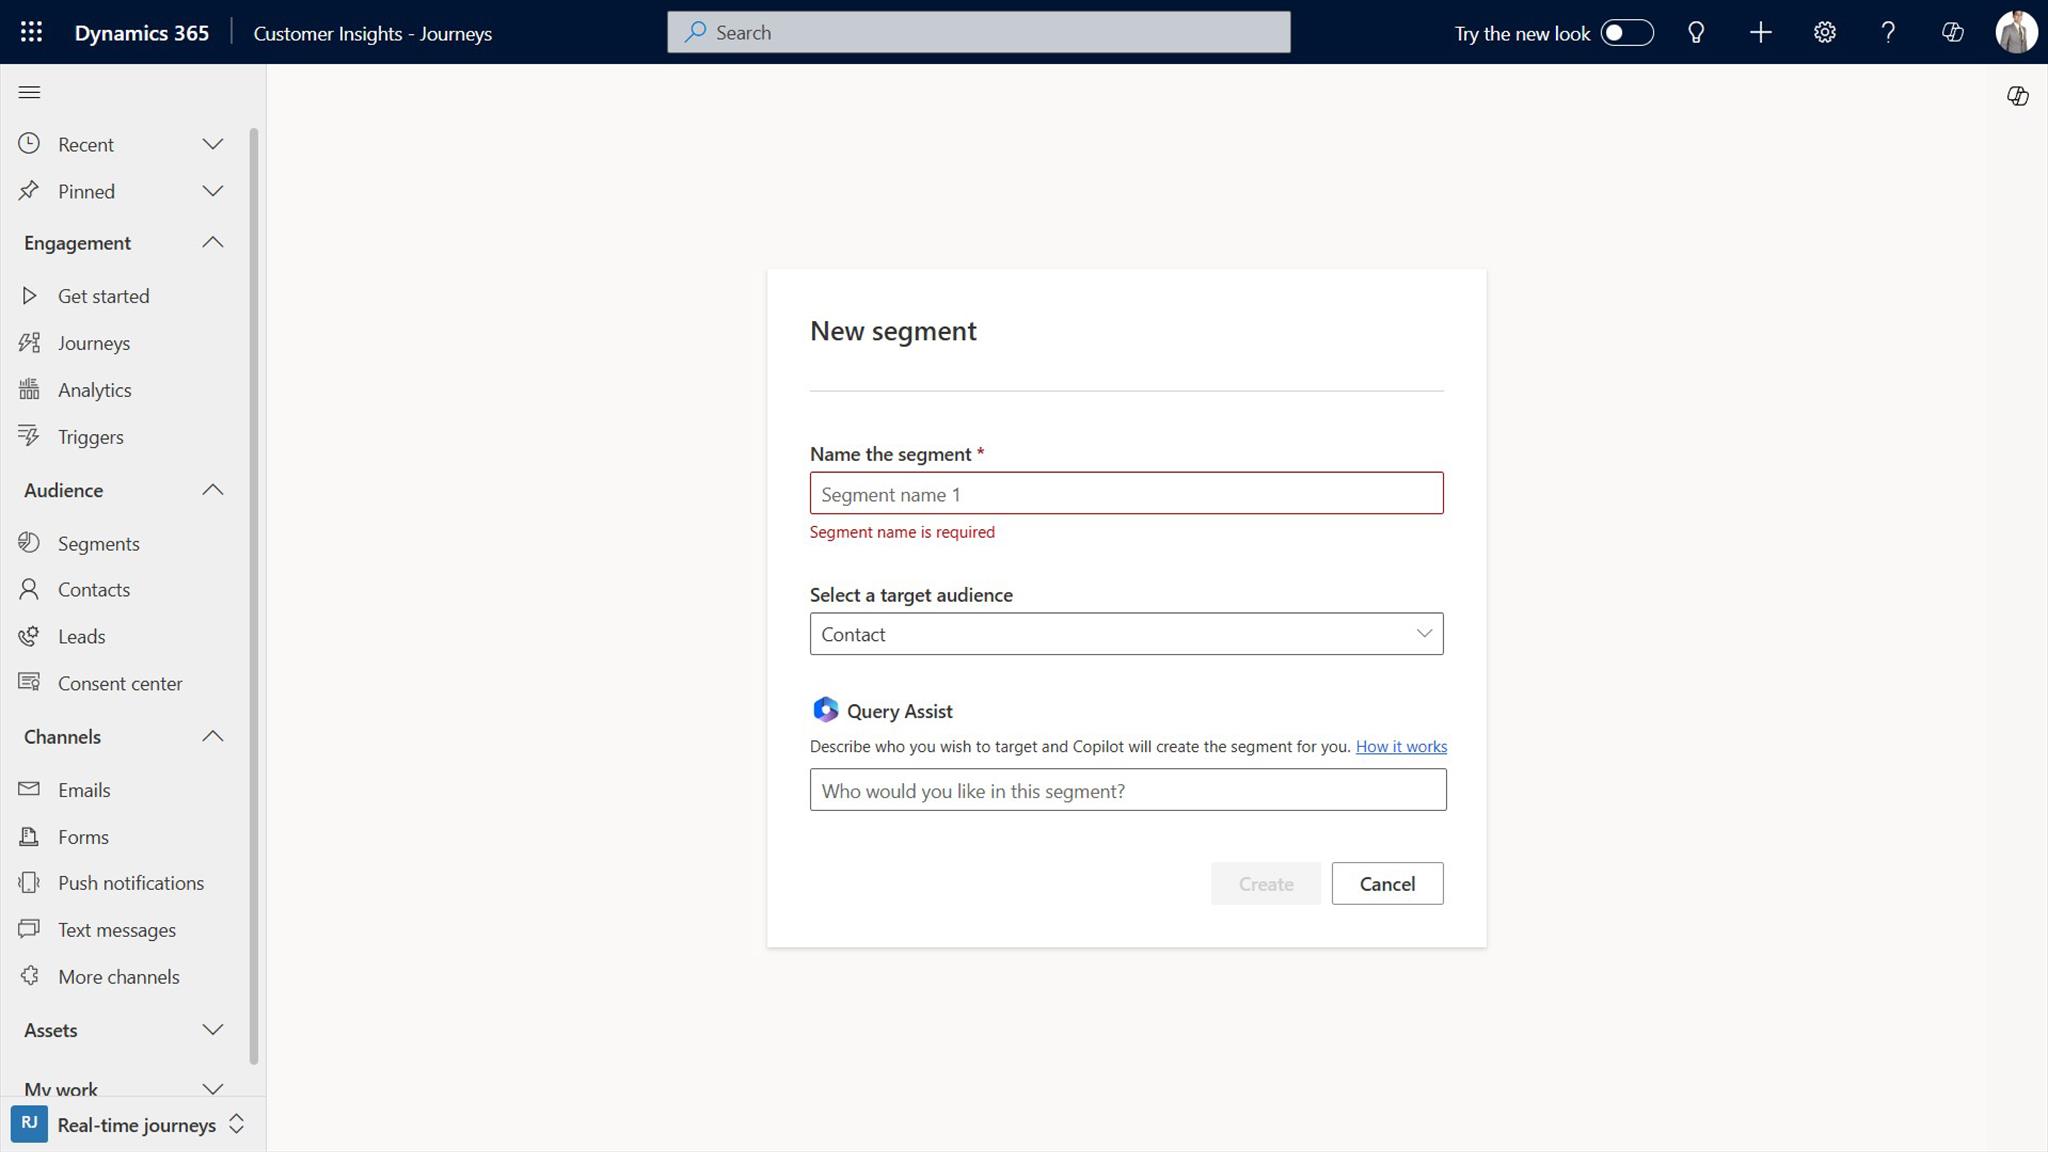 Dynamics 365
Customer Insights - Journeys
Search
Try the new look
Recent
Pinned
Engagement
Get started
Journeys
Analytics
Triggers
Audience
Segments
Contacts
Leads
Consent center
Channels
Emails
Forms
Push notifications
Text messages
More channels
Assets
My work
RJ Real-time journeys
New segment
Name the segment *
Segment name 1
Segment name is required
Select a target audience
Contact
Query Assist
Describe who you wish to target and Copilot will create the segment for you. How it works
Who would you like in this segment?
Create Cancel